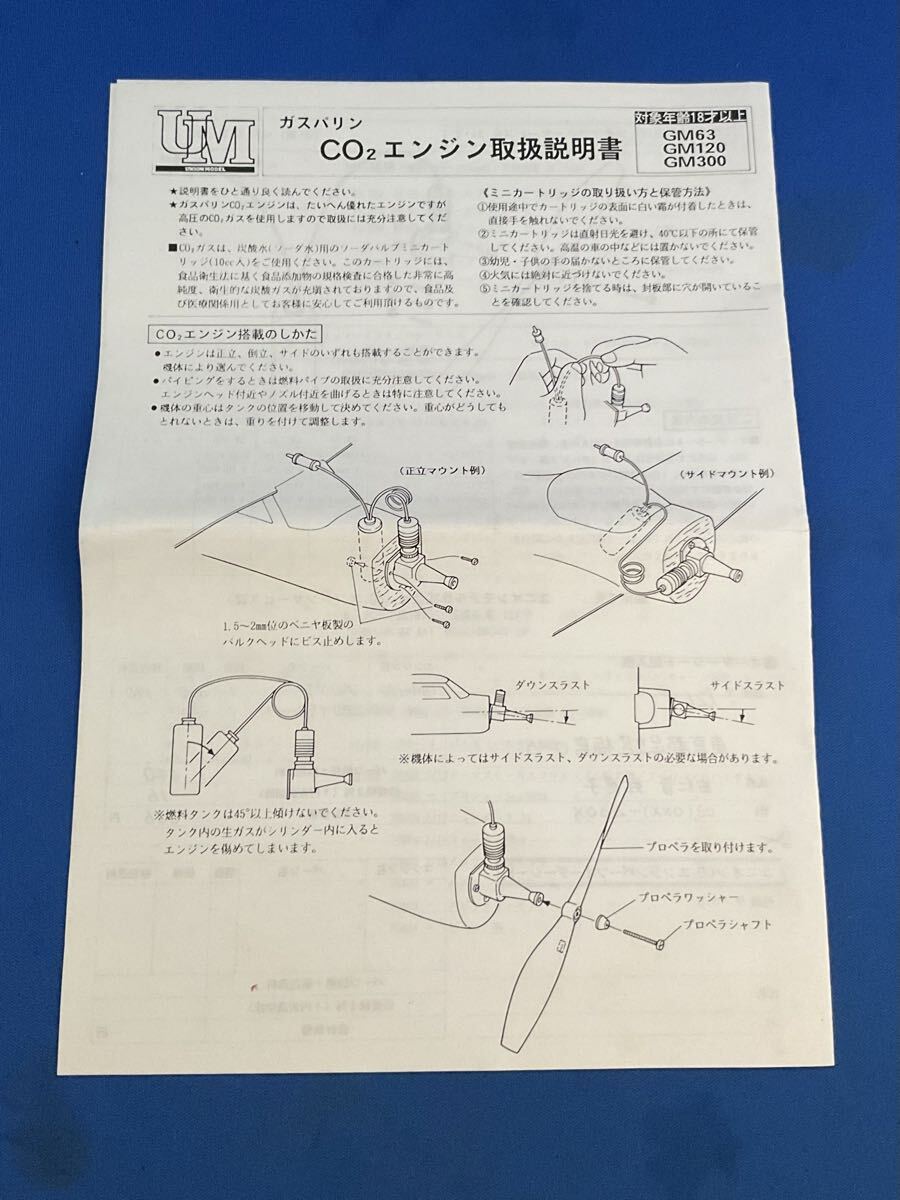 UM
UNION MODEL
ガスパリン
CO₂エンジン取扱説明書
対象年齢18才以上
GM63
GM120
GM300
★説明書をひと通り良く読んでください。
★ガスパリンCO₂エンジンは、たいへん優れたエンジンですが
高圧のCO₂ガスを使用しますので取扱には充分注意してくだ
さい。
■CO₂ガスは、炭酸水(ソーダ水)用のソーダバルブミニカート
リッジ(10cc入)をご使用ください。このカートリッジには、
食品衛生法に基く食品添加物の規格検査に合格した非常に高
純度、衛生的な炭酸ガスが充填されておりますので、食品及
び医療関係用としてお客様に安心してご利用頂けるものです。
《ミニカートリッジの取り扱い方と保管方法》
①使用途中でカートリッジの表面に白い霜が付着したときは、
直接手を触れないでください。
②ミニカートリッジは直射日光を避け、40℃以下の所にて保管
してください。高温の車の中などには置かないでください。
③幼児・子供の手の届かないところに保管してください。
④火気には絶対に近づけないでください。
⑤ミニカートリッジを捨てる時は、封板部に穴が開いているこ
とを確認してください。
CO₂エンジン搭載のしかた
●エンジンは正立、倒立、サイドのいずれも搭載することができます。
機体により選んでください。
●パイピングをするときは燃料パイプの取扱に充分注意してください。
エンジンヘッド付近やノズル付近を曲げるときは特に注意してください。
●機体の重心はタンクの位置を移動して決めてください。重心がどうしても
とれないときは、重りを付けて調整します。
(正立マウント例)
(サイドマウント例)
1.5〜2mm位のベニヤ板製の
バルクヘッドにビス止めします。
ダウンスラスト
サイドスラスト
※機体によってはサイドスラスト、ダウンスラストの必要な場合があります。
※燃料タンクは45°以上傾けないでください。
タンク内の生ガスがシリンダー内に入ると
エンジンを傷めてしまいます。
プロペラを取り付けます。
プロペラワッシャー
プロペラシャフト